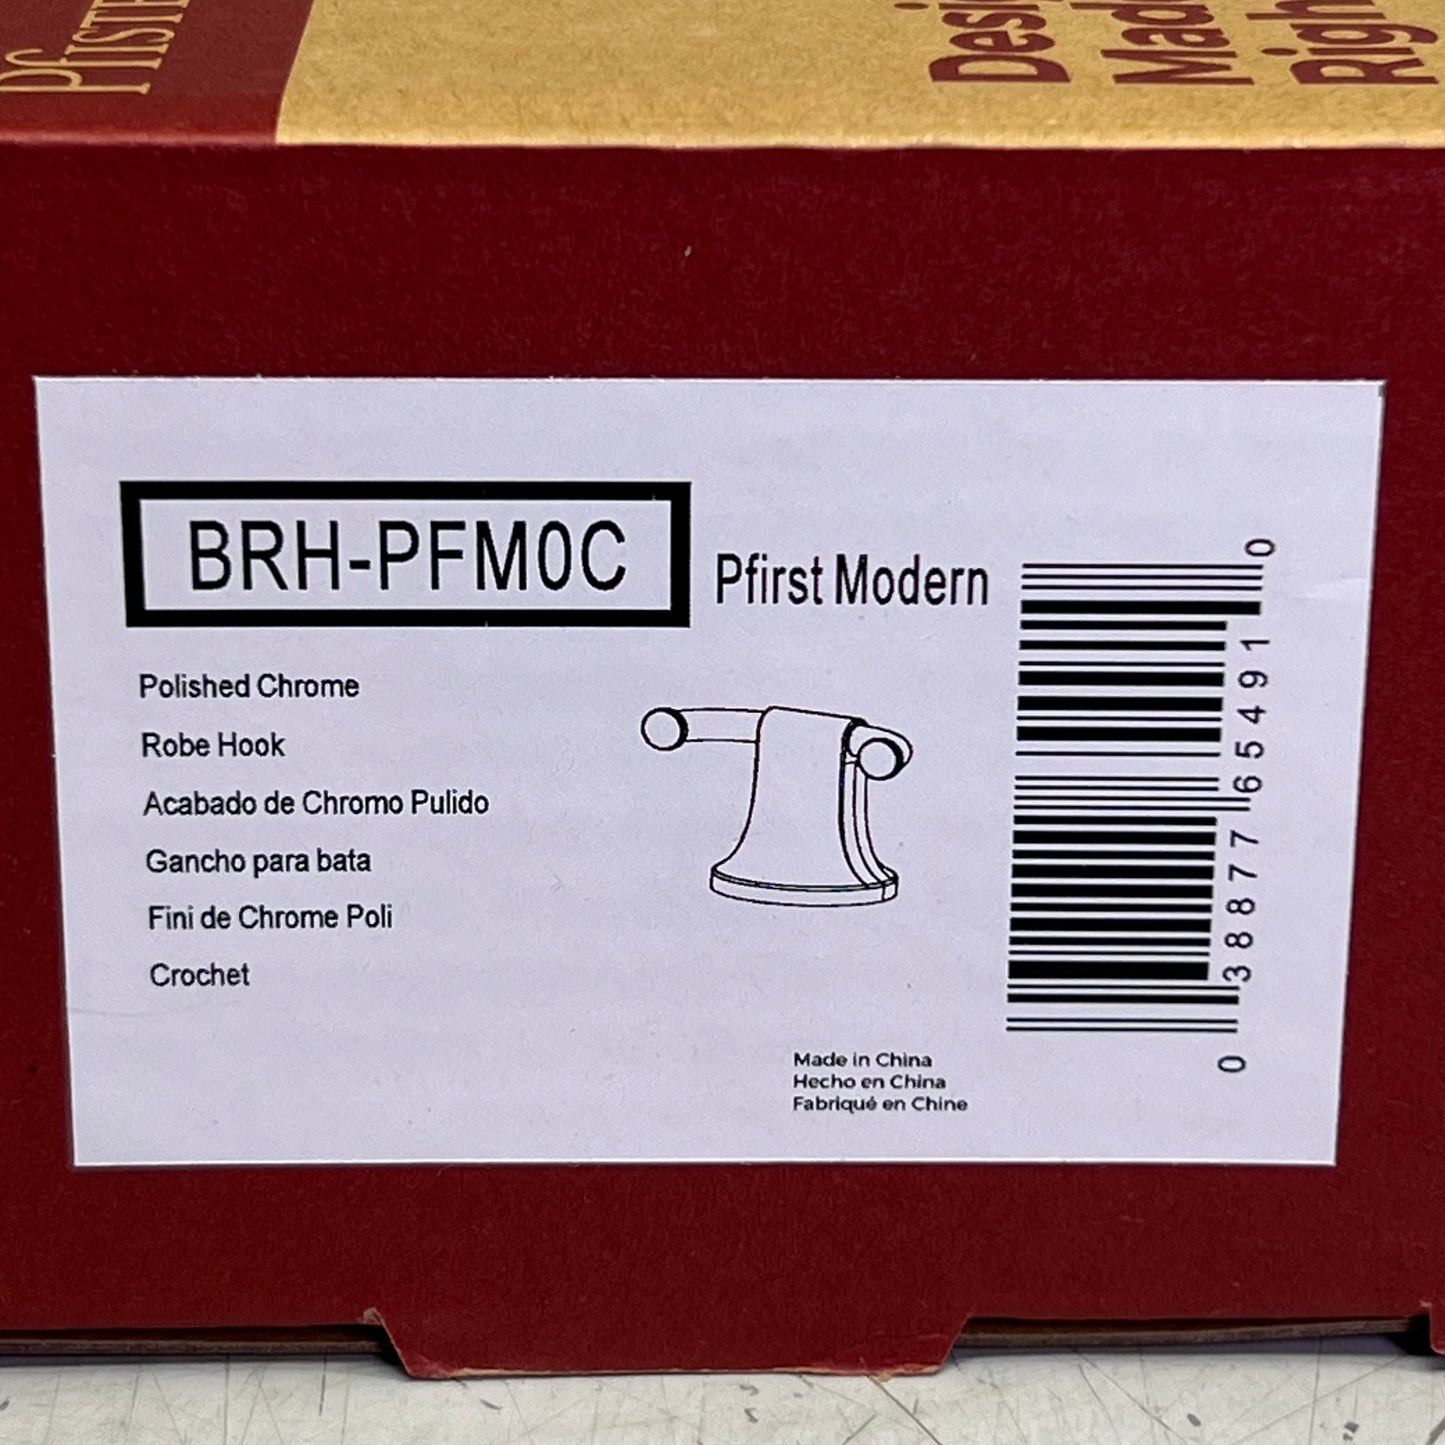 BRH-PFM0C
Pfirst Modern
Polished Chrome
Robe Hook
Acabado de Chromo Pulido
Gancho para bata
Fini de Chrome Poli
Crochet
0 38877 65491 0
Made in China
Hecho en China
Fabriqué en Chine